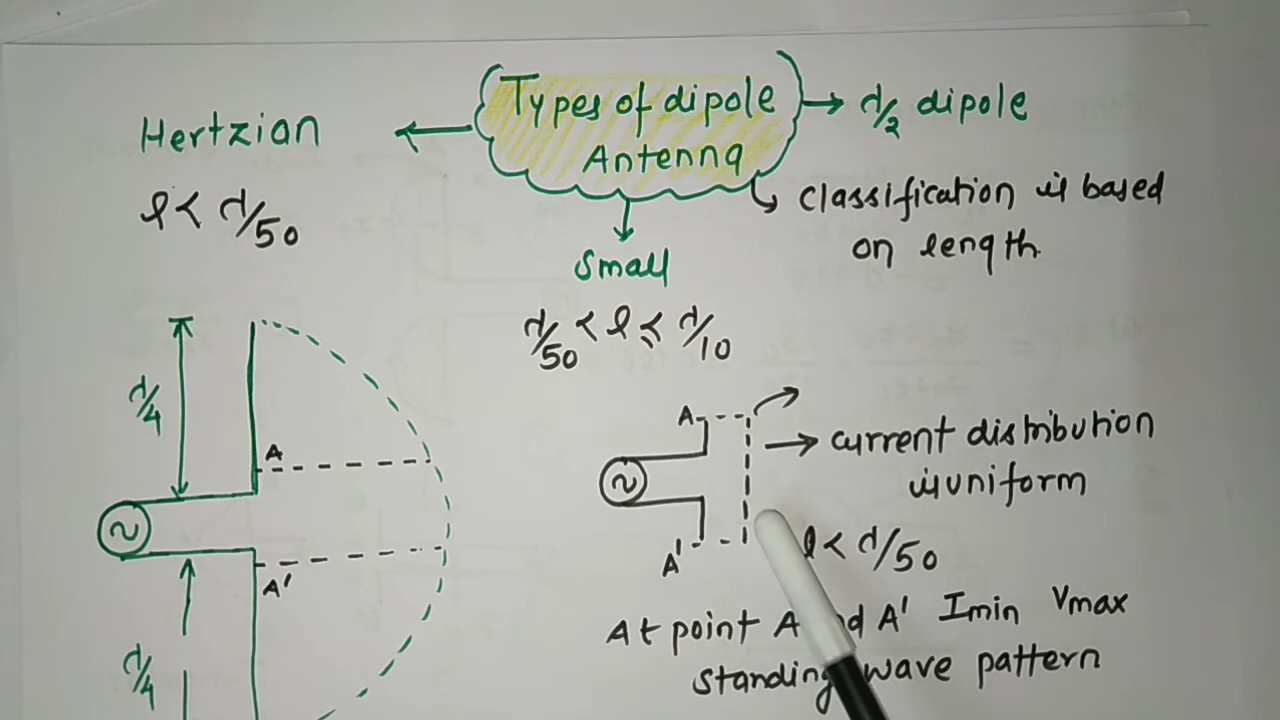 Types of dipole
Antenna
Hertzian
l < λ/50
λ/2 dipole
classification is based
on length
Small
λ/50 < l ≤ λ/10
λ/4
A
A'
λ/4
~
A
A'
~
current distribution
is uniform
l < λ/50
At point A and A' Imin Vmax
standing wave pattern